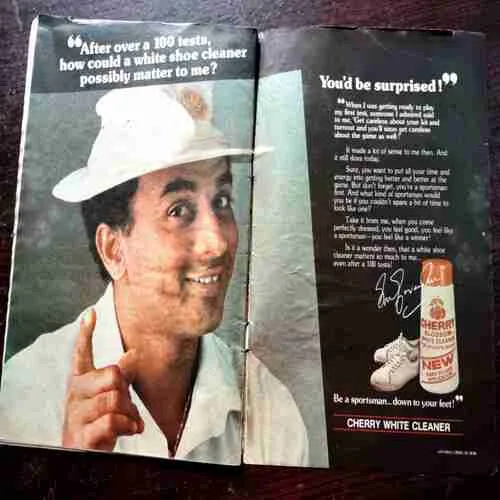 “After over a 100 tests,
how could a white shoe cleaner
possibly matter to me?
You'd be surprised!”
“When I was getting ready to play
my first test, someone I admired said
to me, ‘Get careless about your kit and
turnout and you'll soon get careless
about the game as well.’
It made a lot of sense to me then. And
it still does today.
Sure, you want to put all your time and
energy into getting better and better at the
game. But don't forget, you're a sportsman
first. And what kind of sportsman would
you be if you couldn't spare a bit of time to
look like one?
Take it from me, when you come
perfectly dressed, you feel good, you feel like
a sportsman—you feel like a winner!
Is it a wonder then, that a white shoe
cleaner matters so much to me...
even after a 100 tests!
CHERRY
BLOSSOM
WHITE CLEANER
NEW
Be a sportsman... down to your feet!”
CHERRY WHITE CLEANER